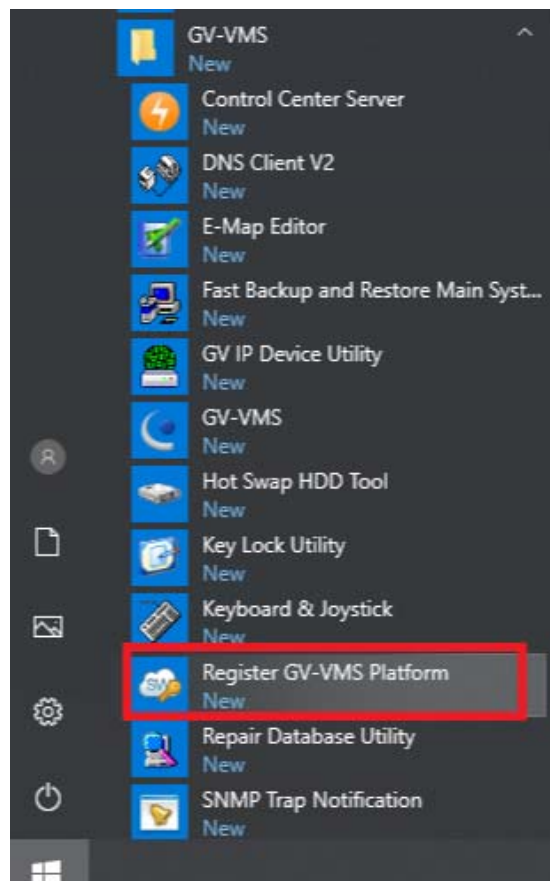 GV-VMS
New
Control Center Server
New
DNS Client V2
New
E-Map Editor
New
Fast Backup and Restore Main Syst...
New
GV IP Device Utility
New
GV-VMS
New
Hot Swap HDD Tool
New
Key Lock Utility
New
Keyboard & Joystick
New
SW
Register GV-VMS Platform
New
Repair Database Utility
New
SNMP Trap Notification
New